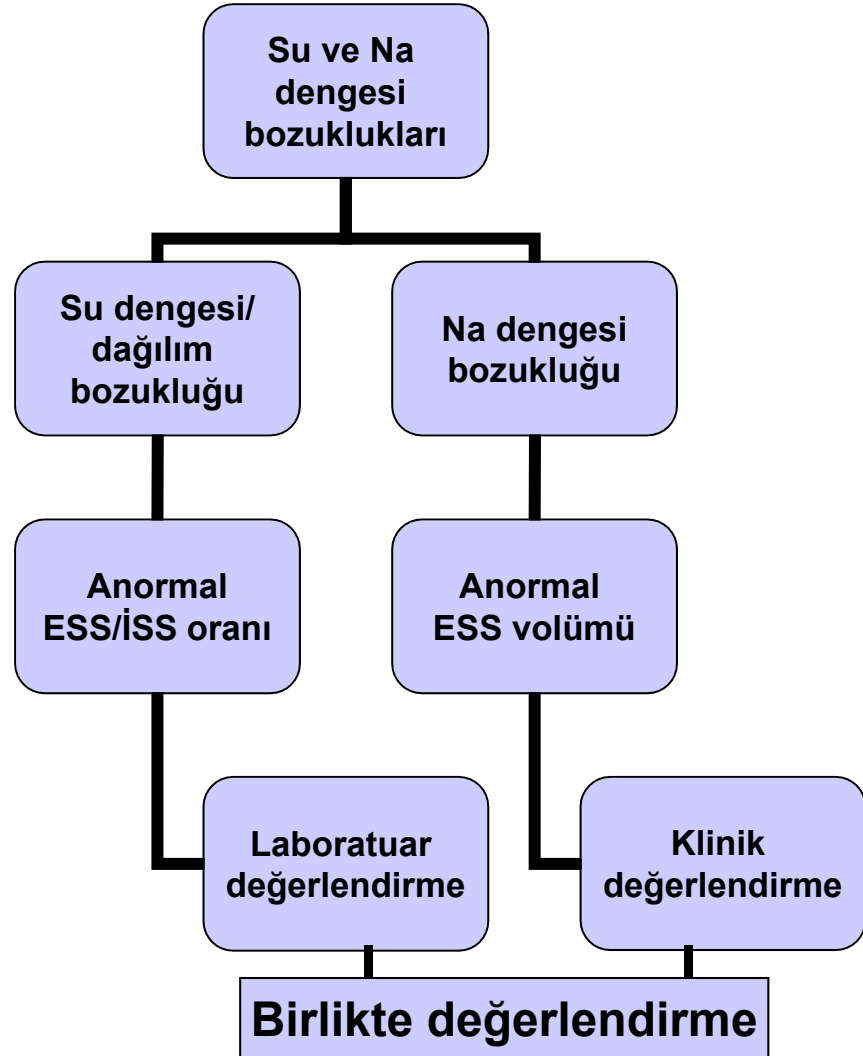 Su ve Na
dengesi
bozuklukları
Su dengesi/
dağılım
bozukluğu
Na dengesi
bozukluğu
Anormal
ESS/İSS oranı
Anormal
ESS volümü
Laboratuar
değerlendirme
Klinik
değerlendirme
Birlikte değerlendirme